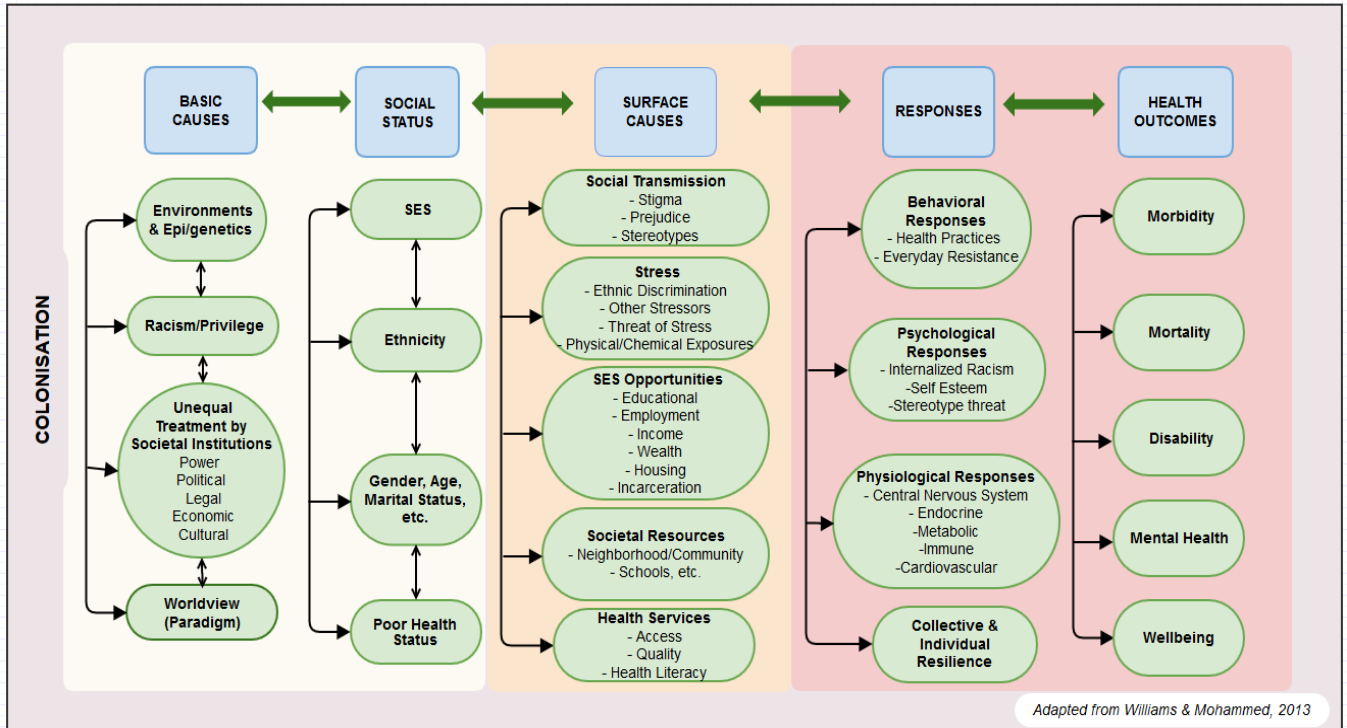 COLONISATION
BASIC
CAUSES
Environments
& Epi/genetics
Racism/Privilege
Unequal
Treatment by
Societal Institutions
Power
Political
Legal
Economic
Cultural
Worldview
(Paradigm)
SOCIAL
STATUS
SES
Ethnicity
Gender, Age,
Marital Status,
etc.
Poor Health
Status
SURFACE
CAUSES
Social Transmission
- Stigma
- Prejudice
- Stereotypes
Stress
- Ethnic Discrimination
- Other Stressors
- Threat of Stress
- Physical/Chemical Exposures
SES Opportunities
- Educational
- Employment
- Income
- Wealth
- Housing
- Incarceration
Societal Resources
- Neighborhood/Community
- Schools, etc.
Health Services
- Access
- Quality
- Health Literacy
RESPONSES
Behavioral
Responses
- Health Practices
- Everyday Resistance
Psychological
Responses
- Internalized Racism
-Self Esteem
-Stereotype threat
Physiological Responses
- Central Nervous System
- Endocrine
-Metabolic
-Immune
- Cardiovascular
Collective &
Individual
Resilience
HEALTH
OUTCOMES
Morbidity
Mortality
Disability
Mental Health
Wellbeing
Adapted from Williams & Mohammed, 2013